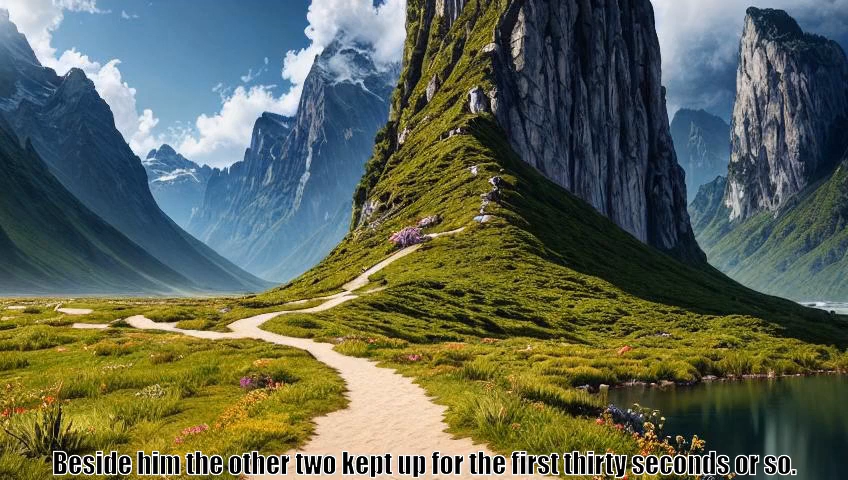 Beside him the other two kept up for the first thirty seconds or so.